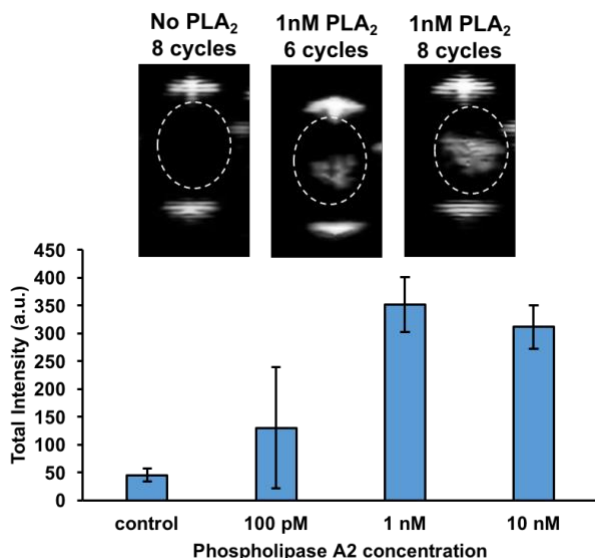 No PLA₂
8 cycles
1nM PLA₂
6 cycles
1nM PLA₂
8 cycles
450
400
350
300
250
200
150
100
50
0
Total Intensity (a.u.)
control
100 pM
1 nM
10 nM
Phospholipase A2 concentration